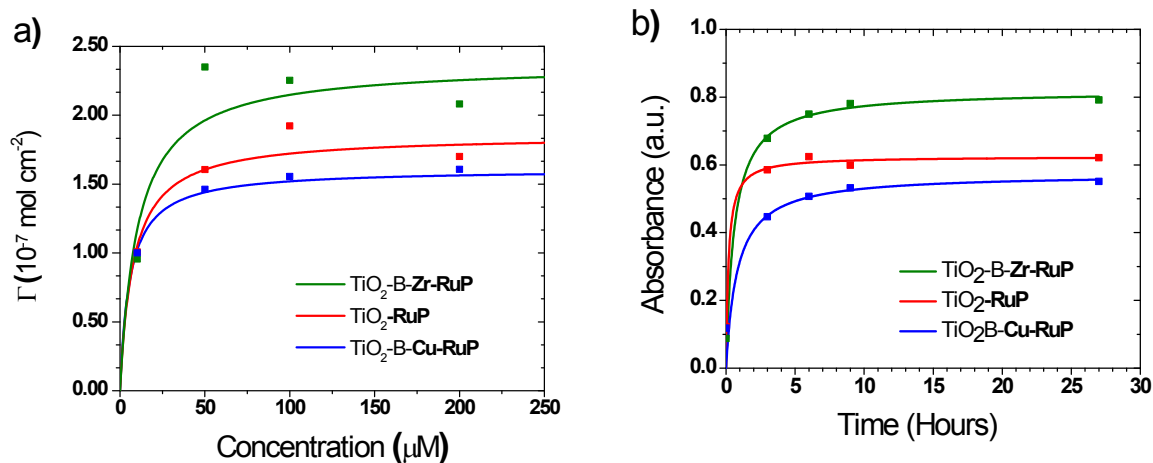 a)
2.50
2.00
1.50
1.00
0.50
0.00
Γ (10⁻⁷ mol cm⁻²)
TiO₂-B-Zr-RuP
TiO₂-RuP
TiO₂-B-Cu-RuP
0 50 100 150 200 250
Concentration (μM)
b)
0.8
0.6
0.4
0.2
0.0
Absorbance (a.u.)
TiO2-B-Zr-RuP
TiO2-RuP
TiO2B-Cu-RuP
0 5 10 15 20 25 30
Time (Hours)